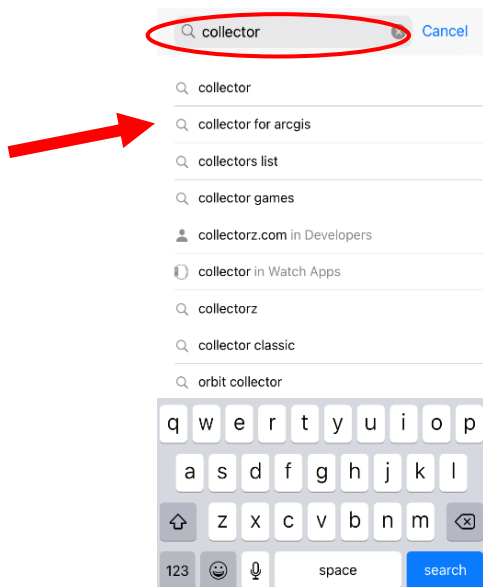 collector Cancel
collector
collector for arcgis
collectors list
collector games
collectorz.com in Developers
collector in Watch Apps
collectorz
collector classic
orbit collector
q w e r t y u i o p
a s d f g h j k l
z x c v b n m
123 space search